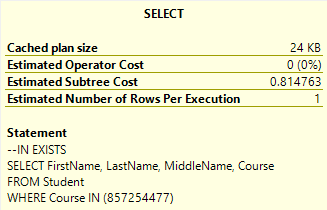 SELECT
Cached plan size 24 KB
Estimated Operator Cost 0 (0%)
Estimated Subtree Cost 0.814763
Estimated Number of Rows Per Execution 1
Statement
--IN EXISTS
SELECT FirstName, LastName, MiddleName, Course
FROM Student
WHERE Course IN (857254477)